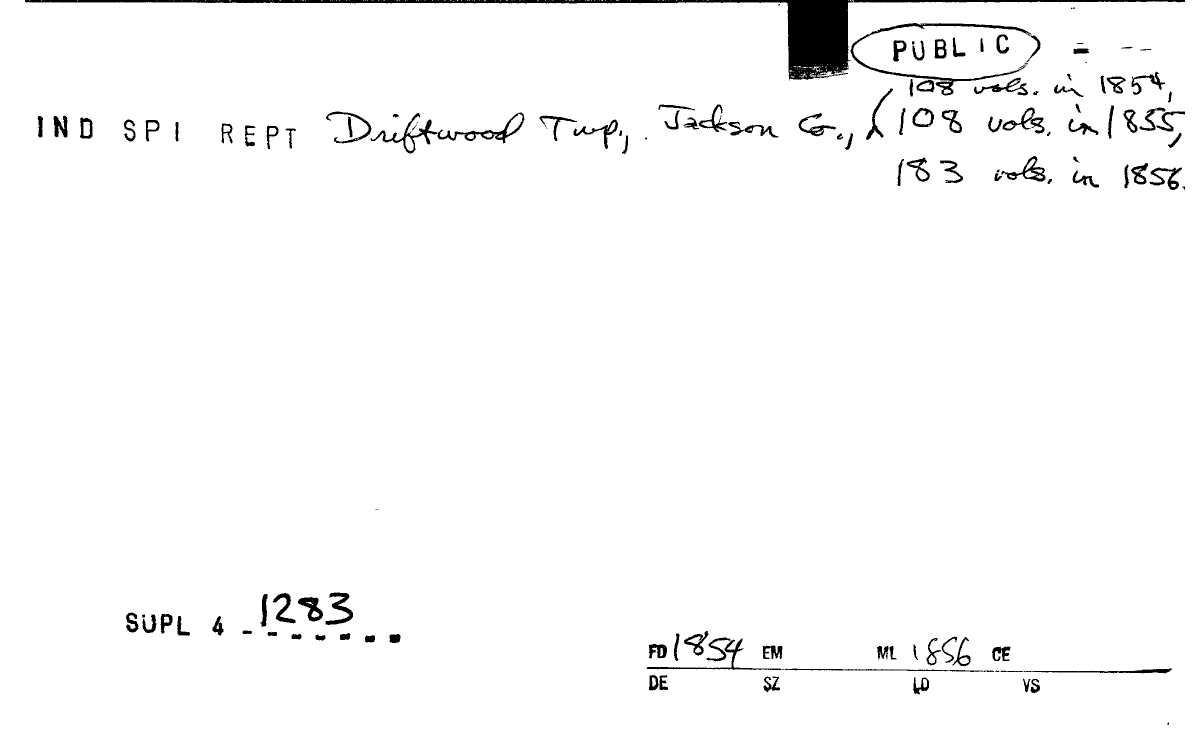 PUBLIC = --
108 vols. in 1854,
IND SPI REPT Driftwood Twp., Jackson Co., 108 vols. in 1855,
183 vols. in 1856.
SUPL 4 - 1283
FD 1854 EM ML 1856 CE
DE SZ LD VS